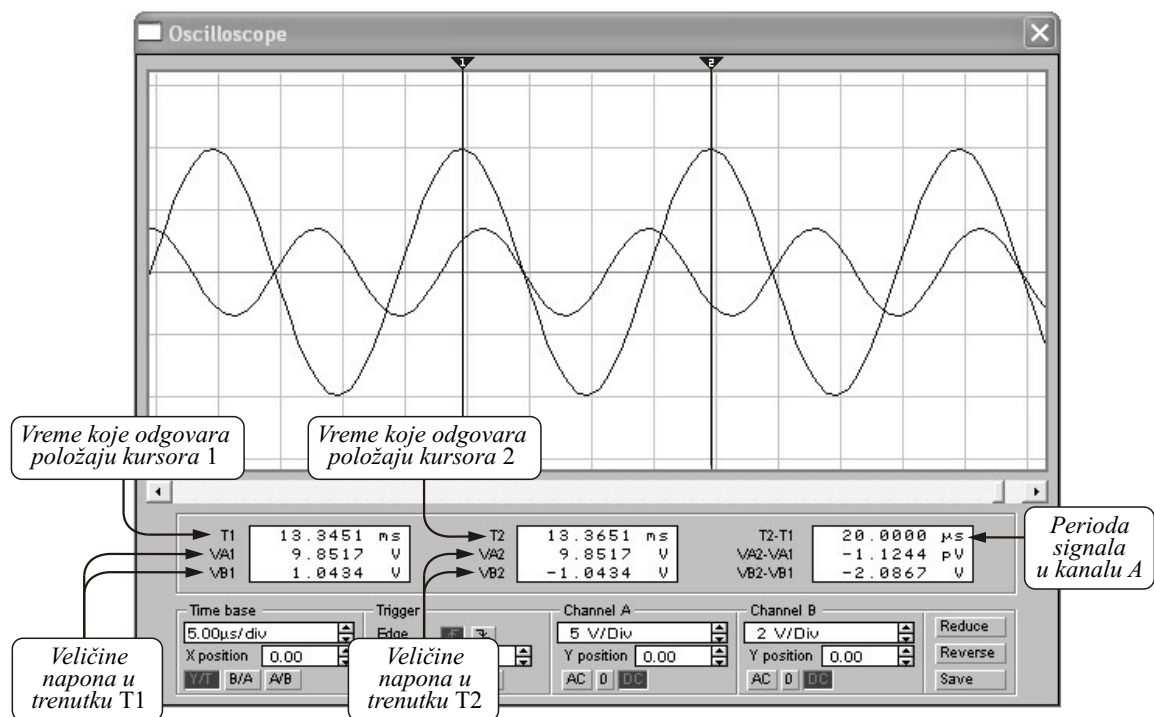 Oscilloscope
1
2
Vreme koje odgovara
položaju kursora 1
Vreme koje odgovara
položaju kursora 2
T1 13.3451 ms
VA1 9.8517 V
VB1 1.0434 V
T2 13.3651 ms
VA2 9.8517 V
VB2 -1.0434 V
T2-T1 20.0000 µs
VA2-VA1 -1.1244 pV
VB2-VB1 -2.0867 V
Perioda
signala
u kanalu A
Time base
5.00µs/div
X position 0.00
Y/T B/A A/B
Trigger
Edge
Channel A
5 V/Div
Y position 0.00
AC 0 DC
Channel B
2 V/Div
Y position 0.00
AC 0 DC
Reduce
Reverse
Save
Veličine
napona u
trenutku T1
Veličine
napona u
trenutku T2